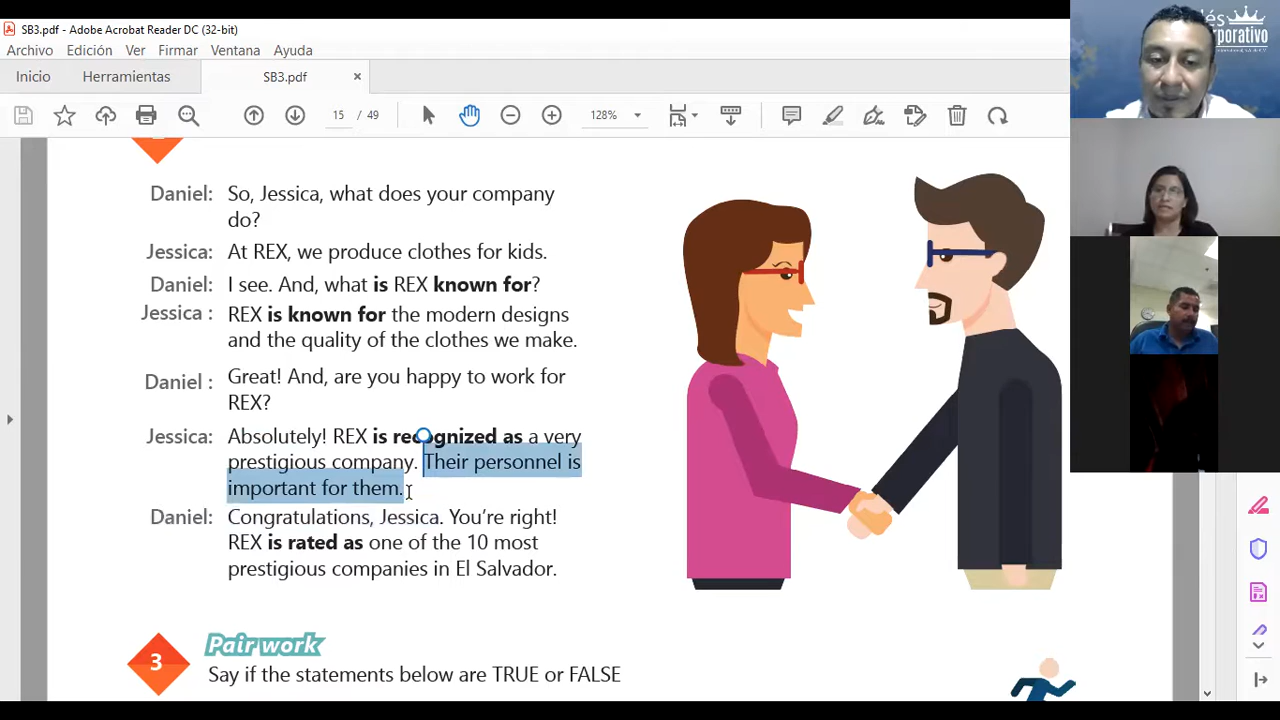 SB3.pdf - Adobe Acrobat Reader DC (32-bit)
Archivo Edición Ver Firmar Ventana Ayuda
Inicio Herramientas SB3.pdf ×
15 / 49 128%
Daniel: So, Jessica, what does your company
do?
Jessica: At REX, we produce clothes for kids.
Daniel: I see. And, what is REX known for?
Jessica : REX is known for the modern designs
and the quality of the clothes we make.
Daniel : Great! And, are you happy to work for
REX?
Jessica: Absolutely! REX is recognized as a very
prestigious company. Their personnel is
important for them.
Daniel: Congratulations, Jessica. You're right!
REX is rated as one of the 10 most
prestigious companies in El Salvador.
3 Pair work
Say if the statements below are TRUE or FALSE